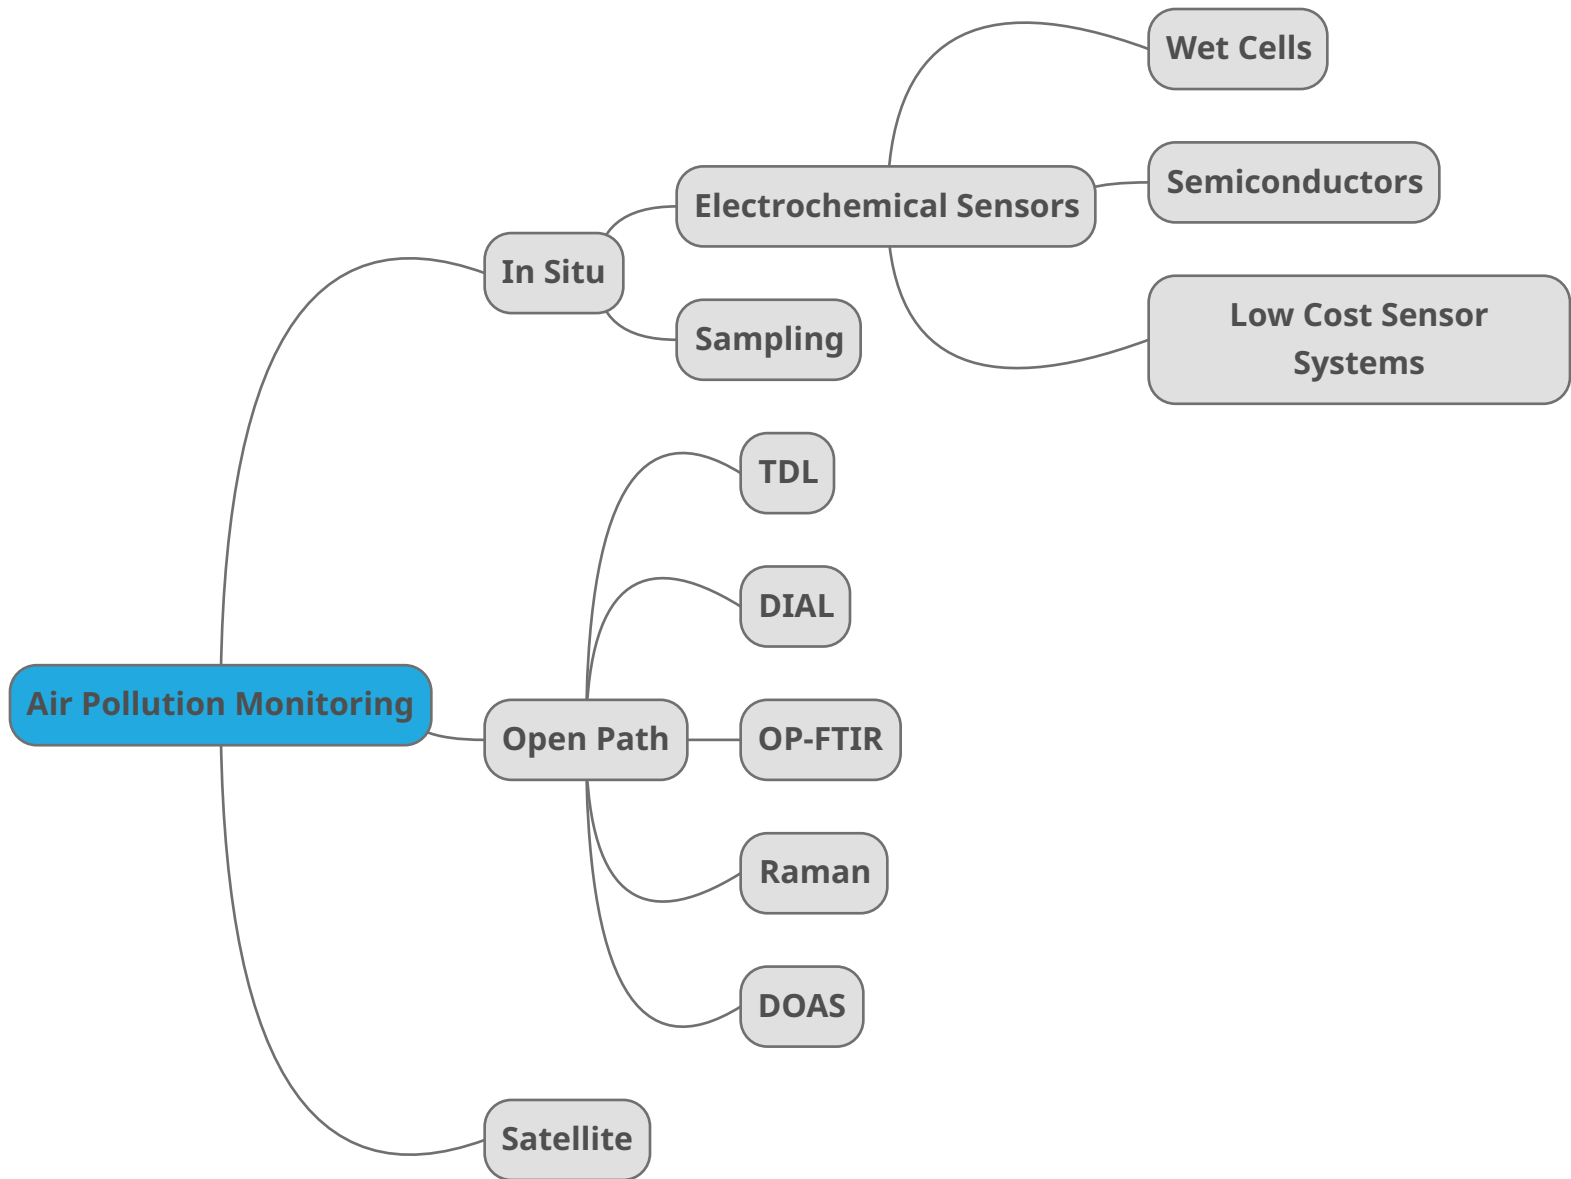 Wet Cells
Semiconductors
Electrochemical Sensors
In Situ
Low Cost Sensor
Systems
Sampling
TDL
DIAL
Air Pollution Monitoring
Open Path
OP-FTIR
Raman
DOAS
Satellite